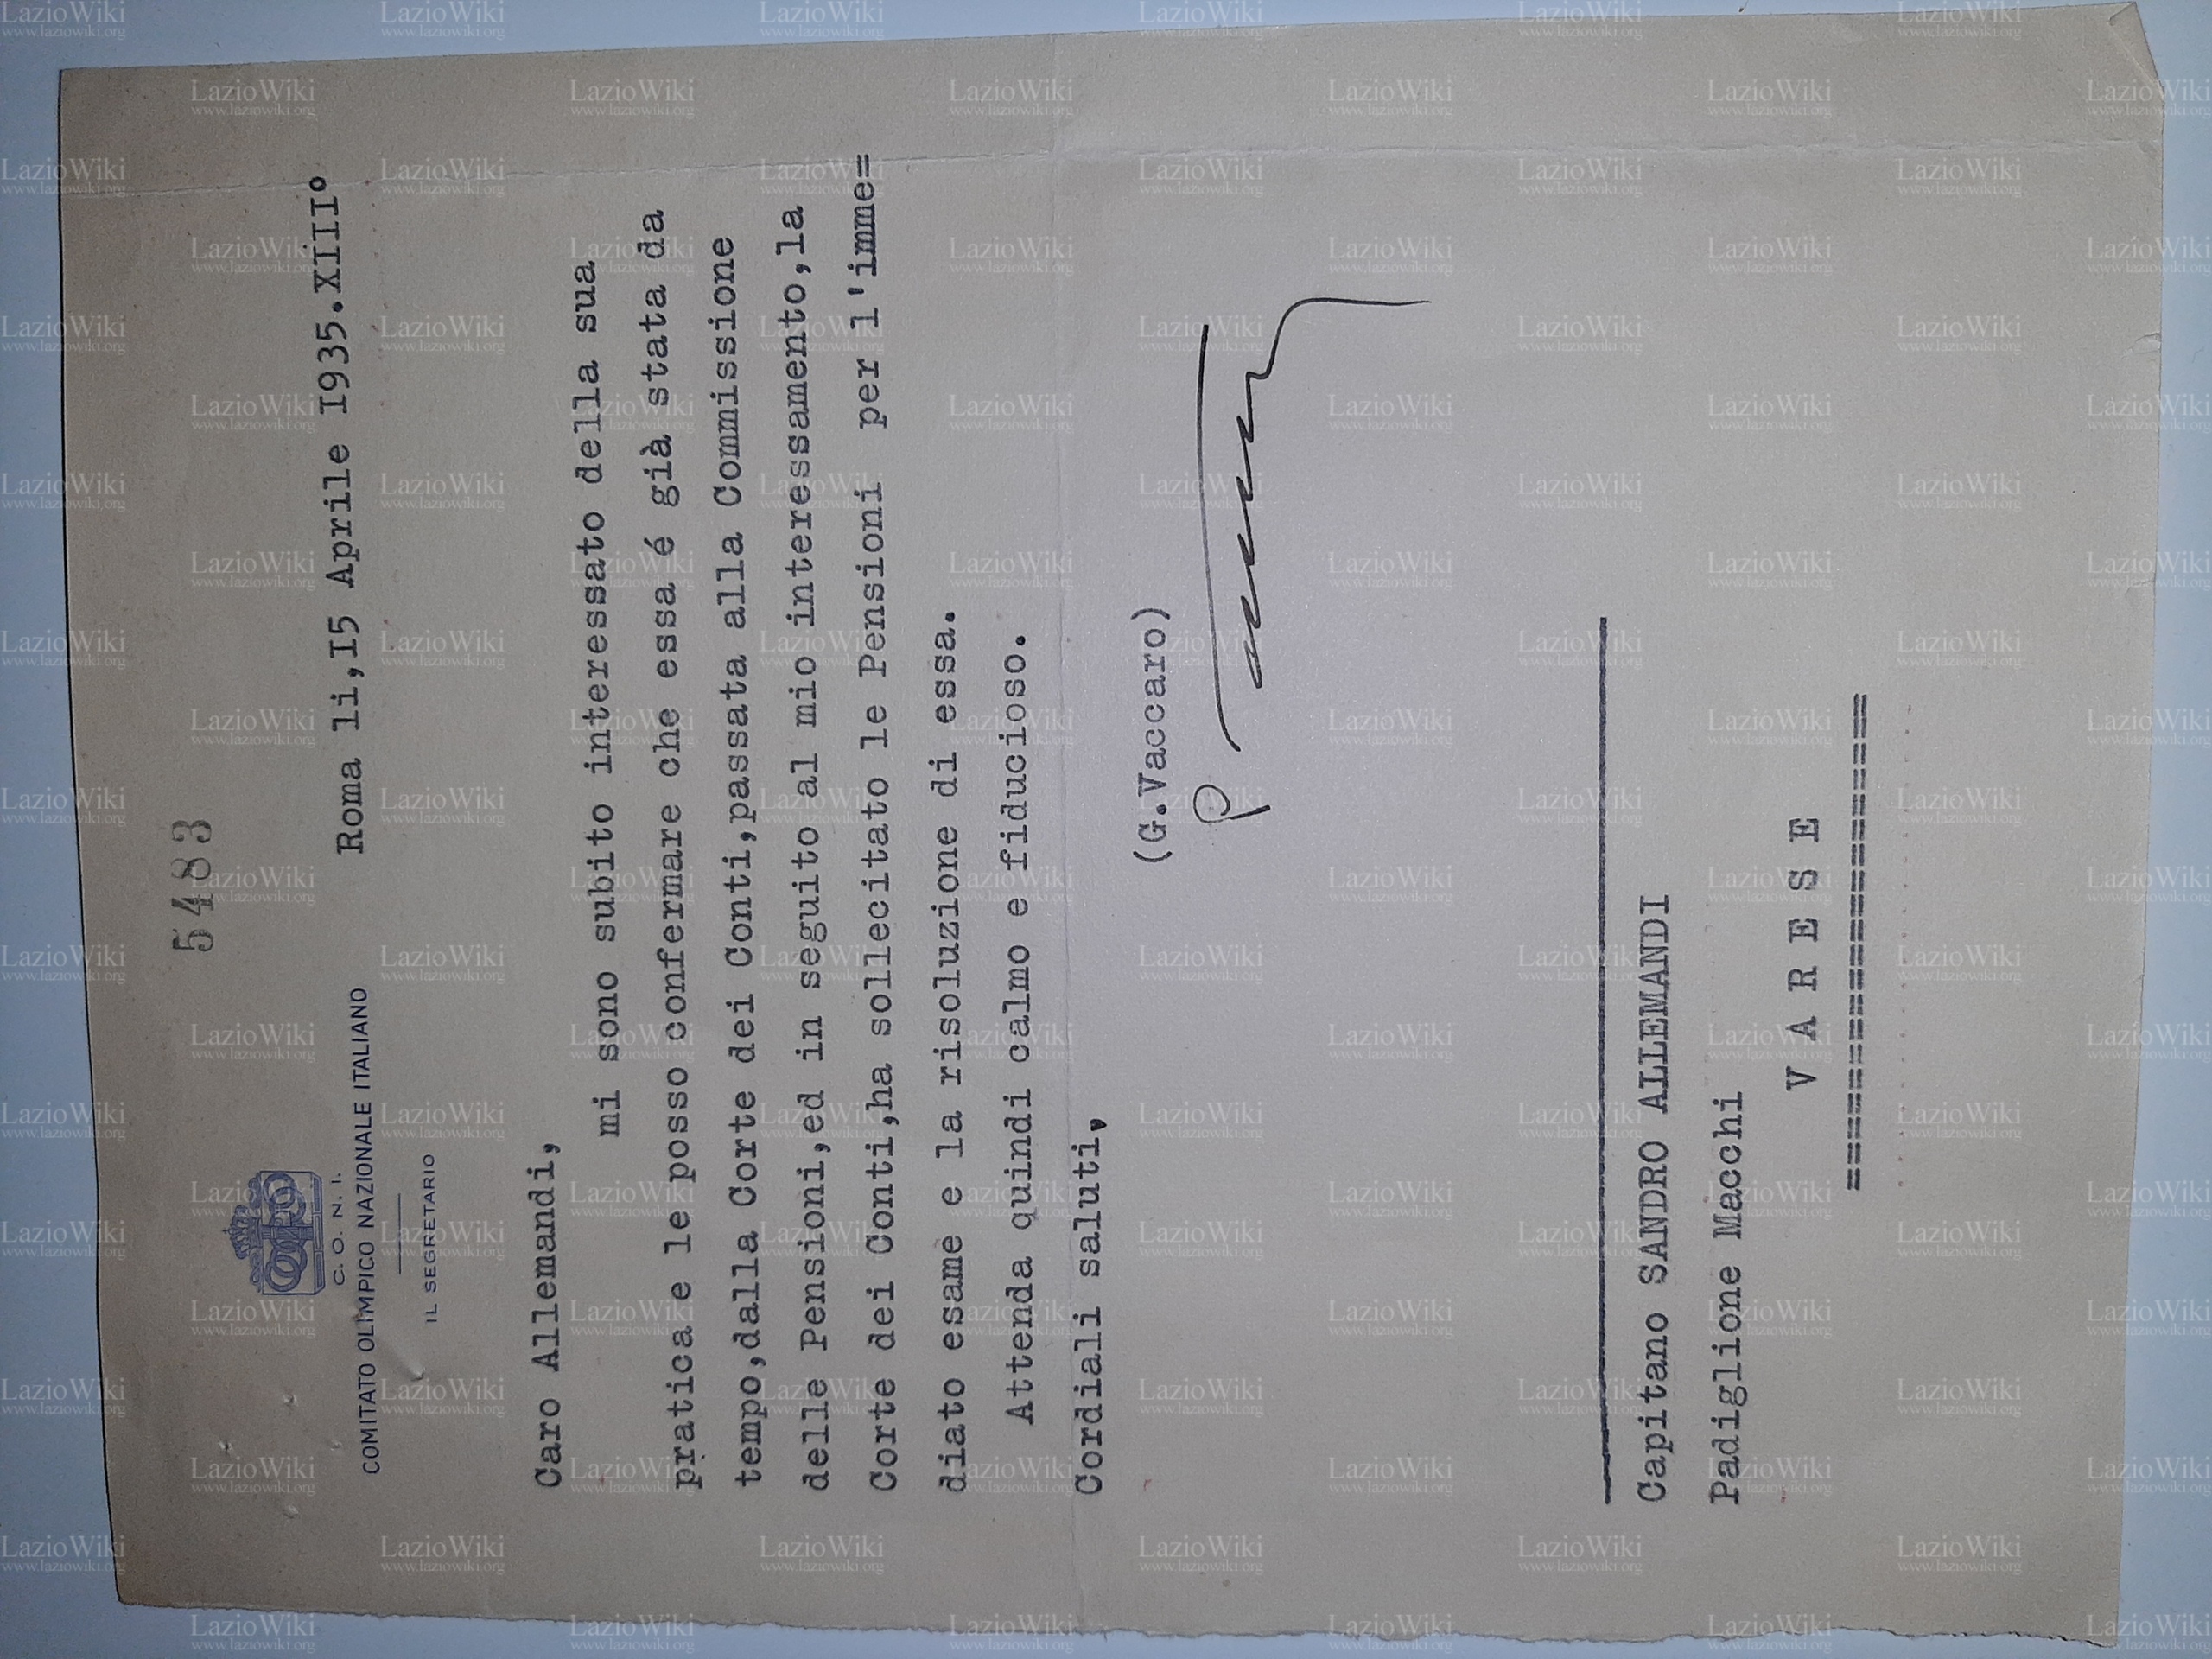 5483
C. O. N. I.
COMITATO OLIMPICO NAZIONALE ITALIANO
IL SEGRETARIO
Roma li,I5 Aprile I935.XIII°
Caro Allemandi,
mi sono subito interessato della sua
pratica e le posso confermare che essa é già stata da
tempo,dalla Corte dei Conti,passata alla Commissione
delle Pensioni,ed in seguito al mio interessamento,la
Corte dei Conti,ha sollecitato le Pensioni per l'imme=
diato esame e la risoluzione di essa.
Attenda quindi calmo e fiducioso.
Cordiali saluti,
(G.Vaccaro)
Capitano SANDRO ALLEMANDI
Padiglione Macchi
V A R E S E
LazioWiki
www.laziowiki.org